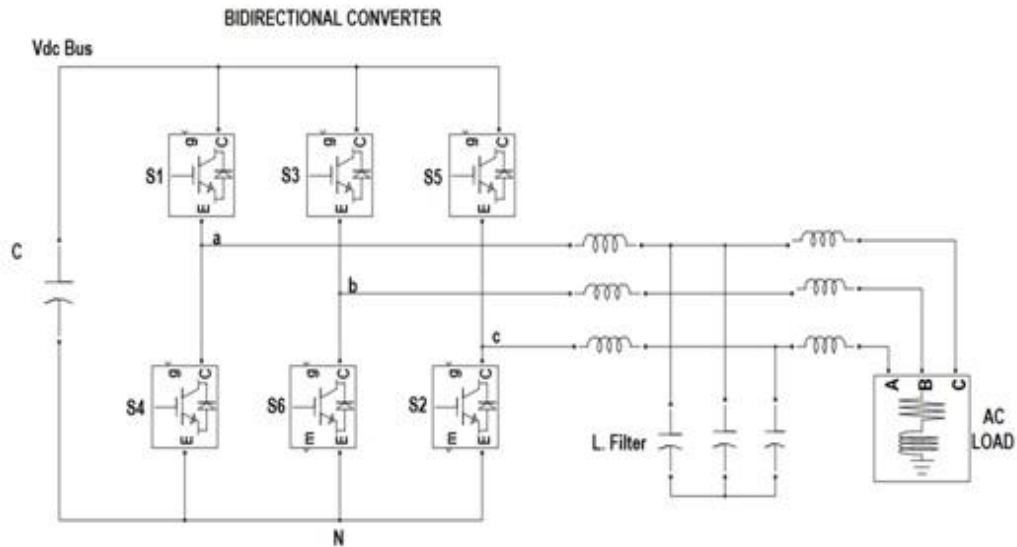 BIDIRECTIONAL CONVERTER
Vdc Bus
g C
S1
E
g C
S3
E
g C
S5
E
a
C
b
c
g C
S4
E
g C
S6
m E
g C
S2
m E
A B C
AC
LOAD
L. Filter
N